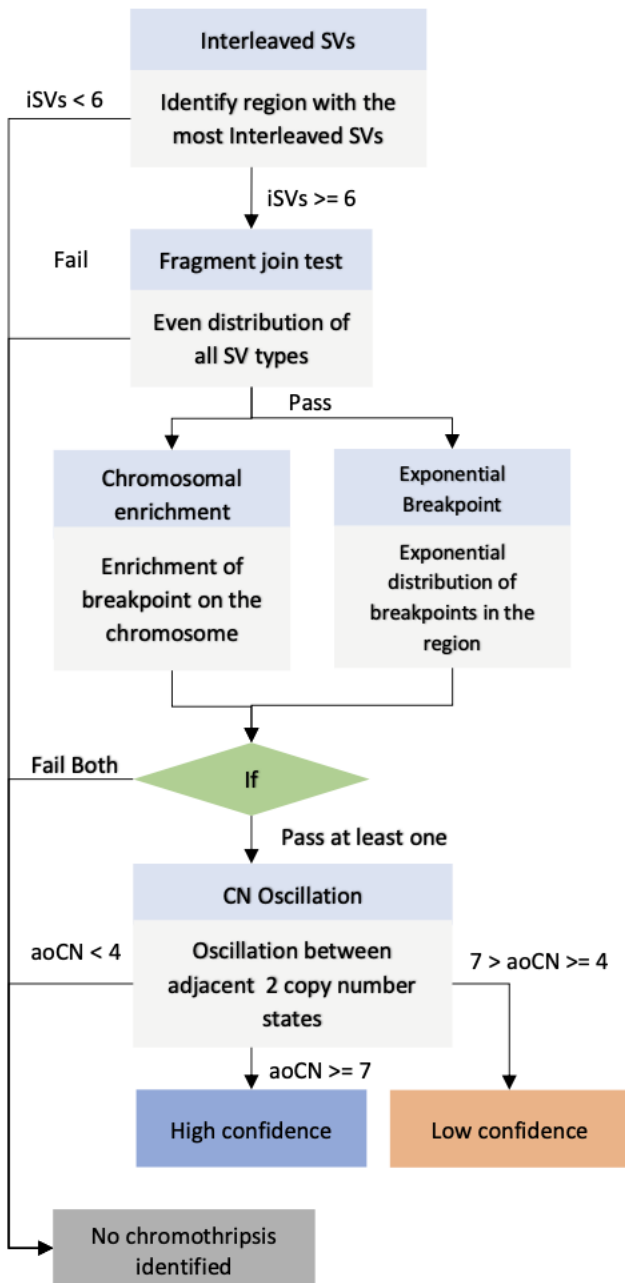 Interleaved SVs
iSVs < 6
Identify region with the
most Interleaved SVs
iSVs >= 6
Fail
Fragment join test
Even distribution of
all SV types
Pass
Chromosomal
enrichment
Enrichment of
breakpoint on the
chromosome
Exponential
Breakpoint
Exponential
distribution of
breakpoints in the
region
Fail Both
If
Pass at least one
CN Oscillation
aoCN < 4
Oscillation between
adjacent 2 copy number
states
7 > aoCN >= 4
aoCN >= 7
High confidence
Low confidence
No chromothripsis
identified